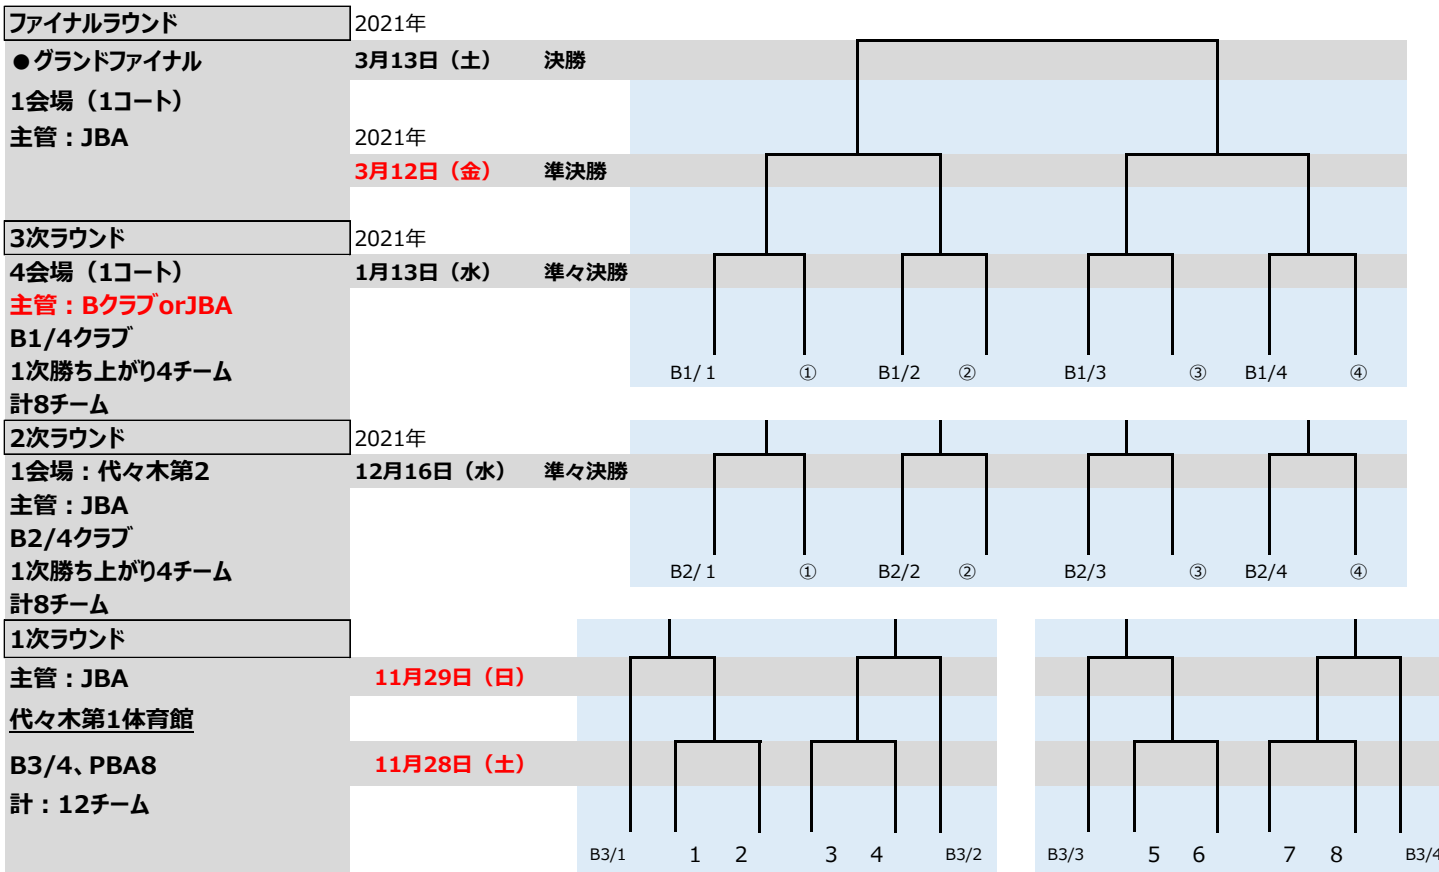 ファイナルラウンド 2021年
●グランドファイナル 3月13日（土） 決勝
1会場（1コート）
主管：JBA 2021年
3月12日（金） 準決勝
3次ラウンド 2021年
4会場（1コート） 1月13日（水） 準々決勝
主管：BクラブorJBA
B1/4クラブ
1次勝ち上がり4チーム B1/ 1 ① B1/2 ② B1/3 ③ B1/4 ④
計8チーム
2次ラウンド 2021年
1会場：代々木第2 12月16日（水） 準々決勝
主管：JBA
B2/4クラブ
1次勝ち上がり4チーム B2/ 1 ① B2/2 ② B2/3 ③ B2/4 ④
計8チーム
1次ラウンド
主管：JBA 11月29日（日）
代々木第1体育館
B3/4、PBA8 11月28日（土）
計：12チーム
B3/1 1 2 3 4 B3/2 B3/3 5 6 7 8 B3/4